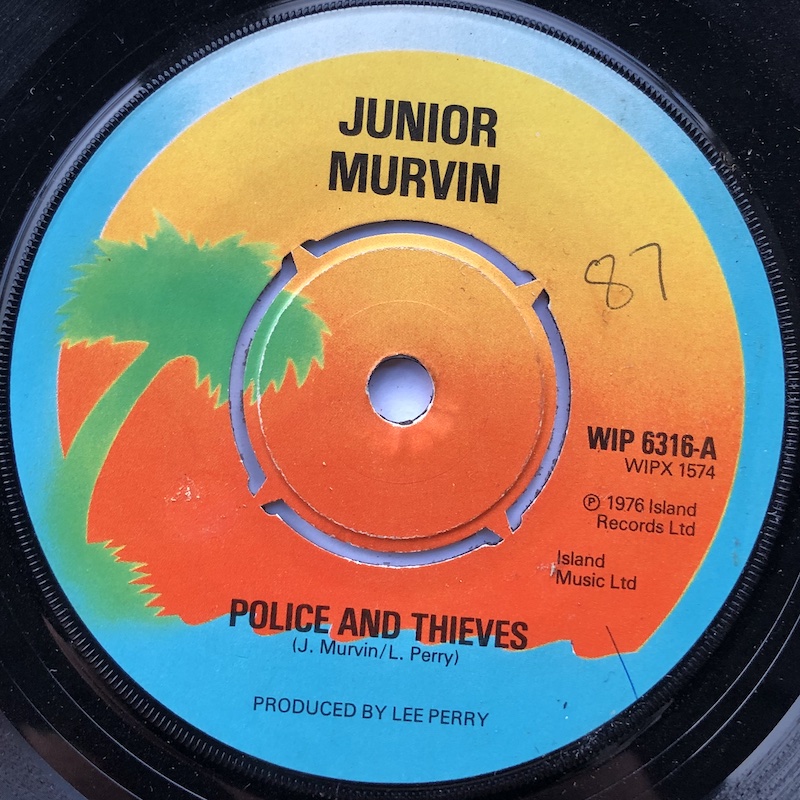 JUNIOR
MURVIN
87
WIP 6316-A
WIPX 1574
Ⓟ 1976 Island
Records Ltd
Island
Music Ltd
POLICE AND THIEVES
(J. Murvin/L. Perry)
PRODUCED BY LEE PERRY